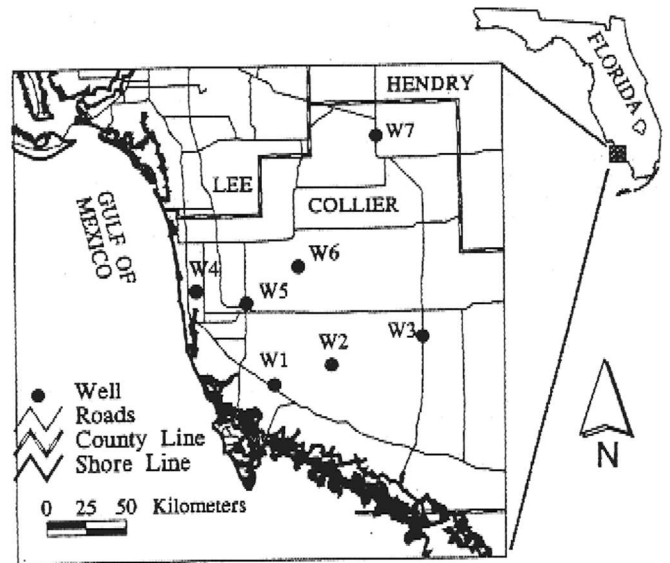 FLORIDA
HENDRY
W7
LEE
COLLIER
GULF OF
MEXICO
W6
W4
W5
W3
W2
W1
Well
Roads
County Line
Shore Line
0 25 50 Kilometers
N